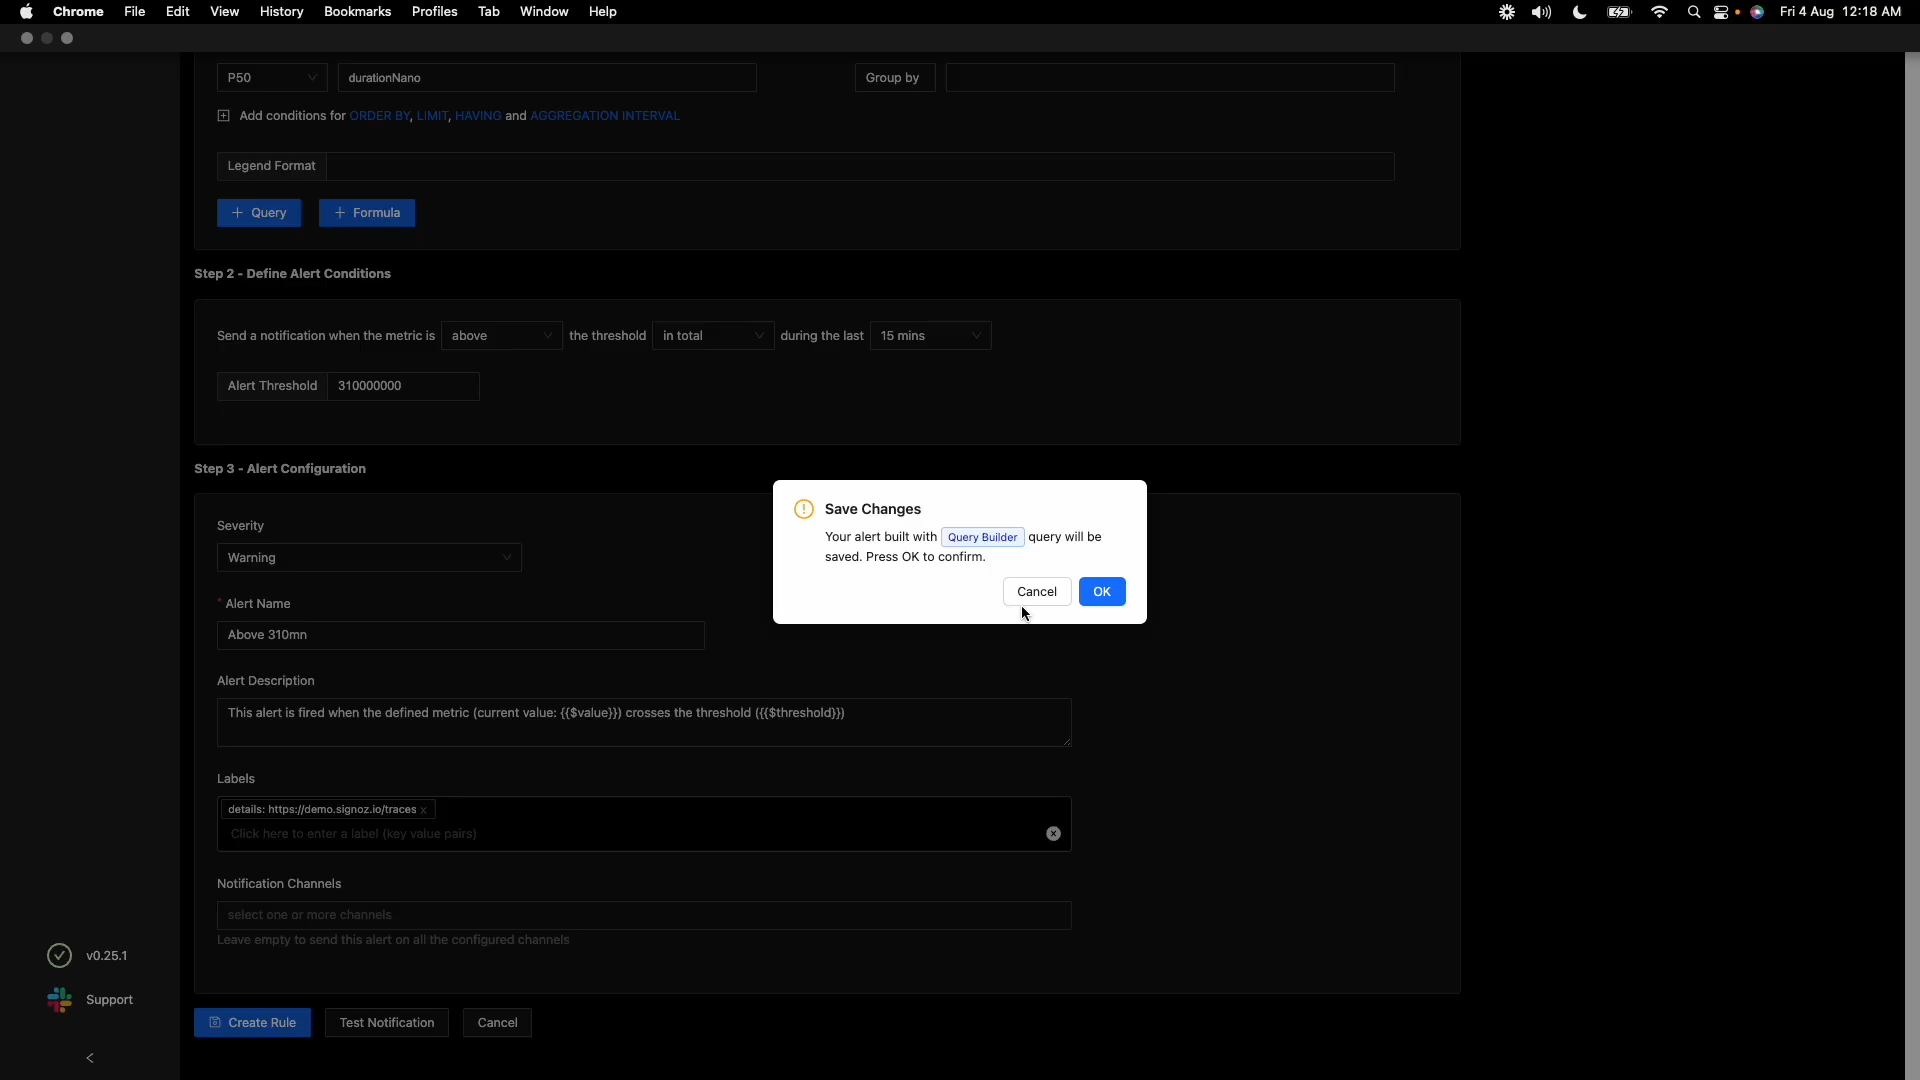 Chrome File Edit View History Bookmarks Profiles Tab Window Help Fri 4 Aug 12:18 AM
P50 durationNano Group by
Add conditions for ORDER BY, LIMIT, HAVING and AGGREGATION INTERVAL
Legend Format
+ Query + Formula
Step 2 - Define Alert Conditions
Send a notification when the metric is above the threshold in total during the last 15 mins
Alert Threshold 310000000
Step 3 - Alert Configuration
Severity
Warning
* Alert Name
Above 310mn
Alert Description
This alert is fired when the defined metric (current value: {{$value}}) crosses the threshold ({{$threshold}})
Labels
details: https://demo.signoz.io/traces x
Click here to enter a label (key value pairs)
Notification Channels
select one or more channels
Leave empty to send this alert on all the configured channels
Create Rule Test Notification Cancel
Save Changes
Your alert built with Query Builder query will be
saved. Press OK to confirm.
Cancel OK
v0.25.1
Support